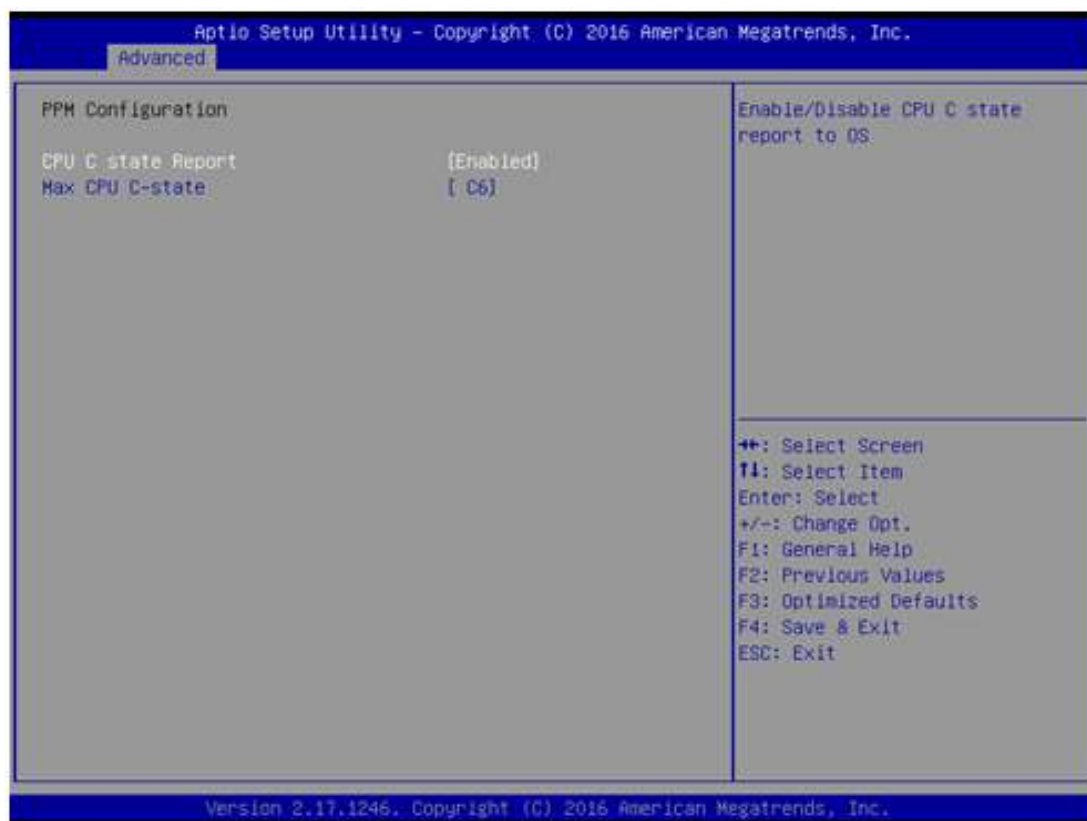 Aptio Setup Utility - Copyright (C) 2016 American Megatrends, Inc.
Advanced
PPM Configuration
CPU C state Report [Enabled]
Max CPU C-state [ C6]
Enable/Disable CPU C state
report to OS
→←: Select Screen
↑↓: Select Item
Enter: Select
+/-: Change Opt.
F1: General Help
F2: Previous Values
F3: Optimized Defaults
F4: Save & Exit
ESC: Exit
Version 2.17.1246. Copyright (C) 2016 American Megatrends, Inc.